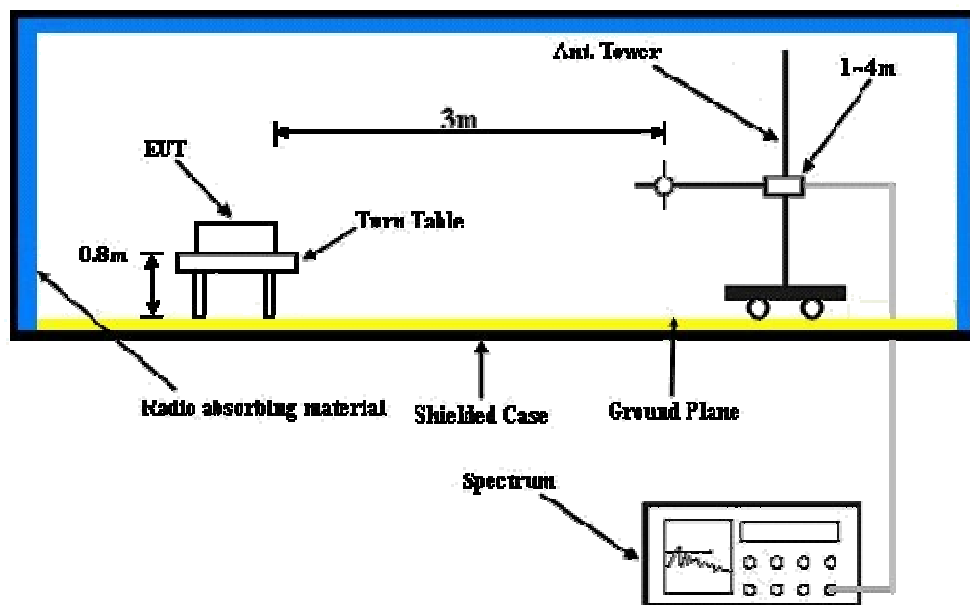 Ant. Tower
1~4m
3m
EUT
Turn Table
0.8m
Radio absorbing material
Shielded Case
Ground Plane
Spectrum